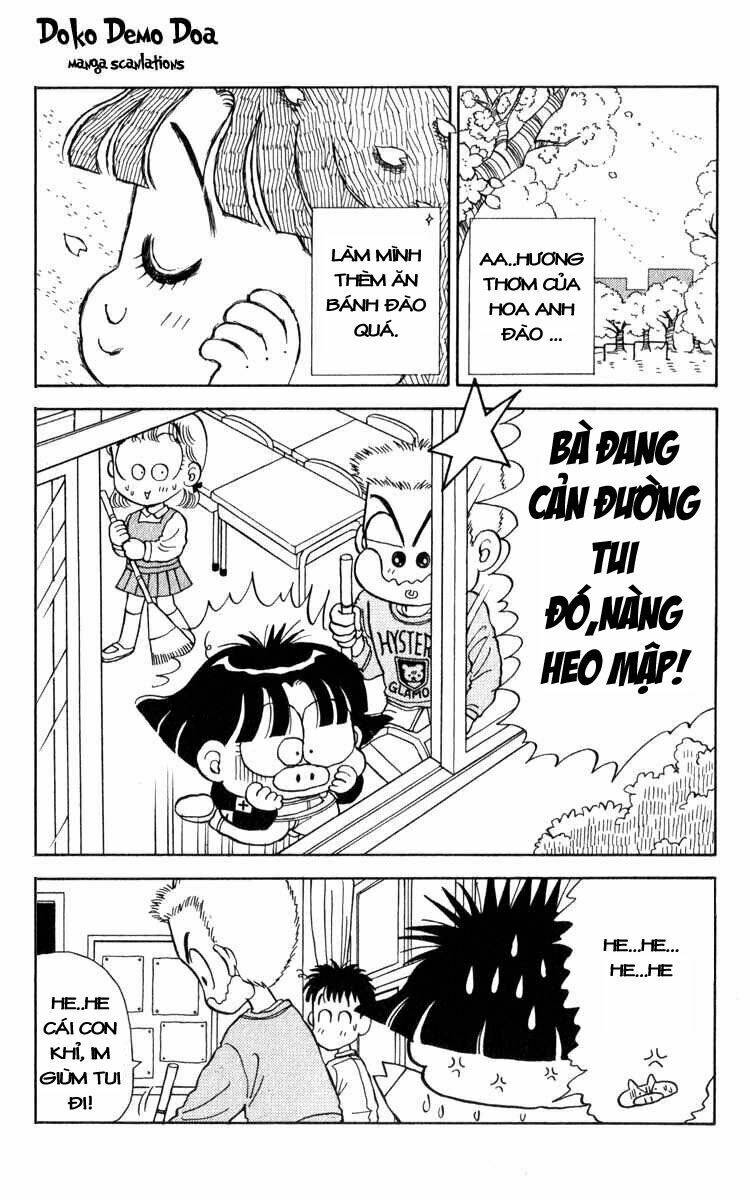 Doko Demo Doa
manga scanlations
AA..HƯƠNG
THƠM CỦA
HOA ANH
ĐÀO ...
LÀM MÌNH
THÈM ĂN
BÁNH ĐÀO
QUÁ.
BÀ ĐANG
CẢN ĐƯỜNG
TUI
ĐÓ,NÀNG
HEO MẬP!
HYSTER
GLAMO
HE...HE...
HE...HE
HE..HE
CÁI CON
KHỈ, IM
GIÙM TUI
ĐI!